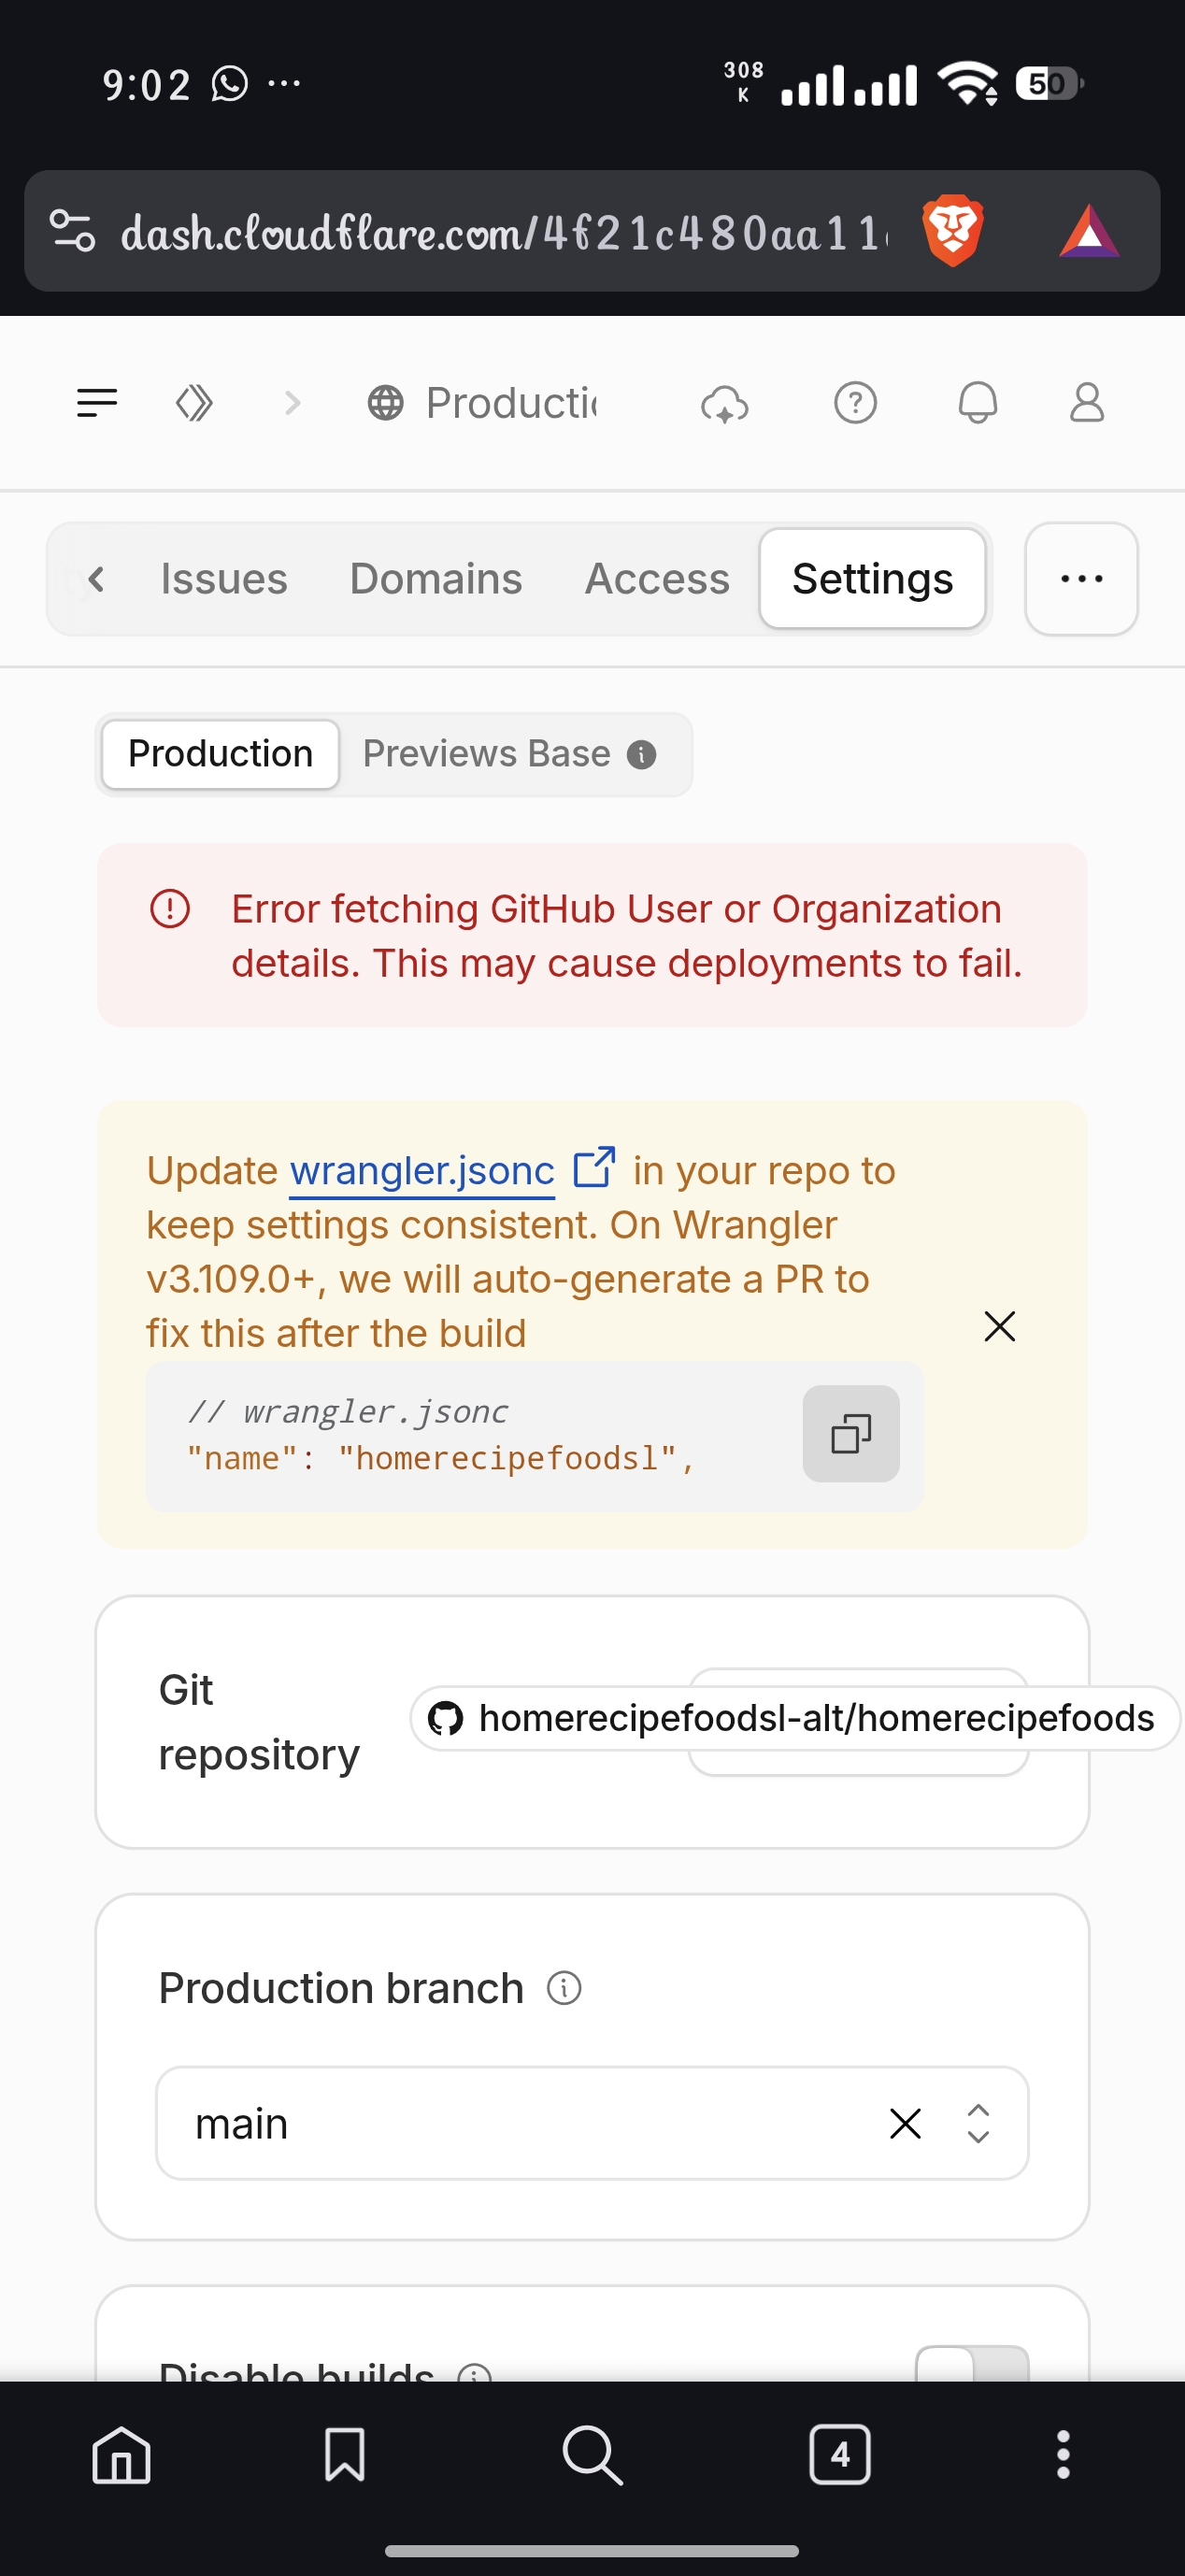 9:02
308
K
50
dash.cloudflare.com/4f21c480aa11
Producti
Issues Domains Access Settings
Production Previews Base
Error fetching GitHub User or Organization
details. This may cause deployments to fail.
Update wrangler.jsonc in your repo to
keep settings consistent. On Wrangler
v3.109.0+, we will auto-generate a PR to
fix this after the build
// wrangler.jsonc
"name": "homerecipefoodsl",
Git
repository
homerecipefoodsl-alt/homerecipefoods
Production branch
main
Disable builds
4